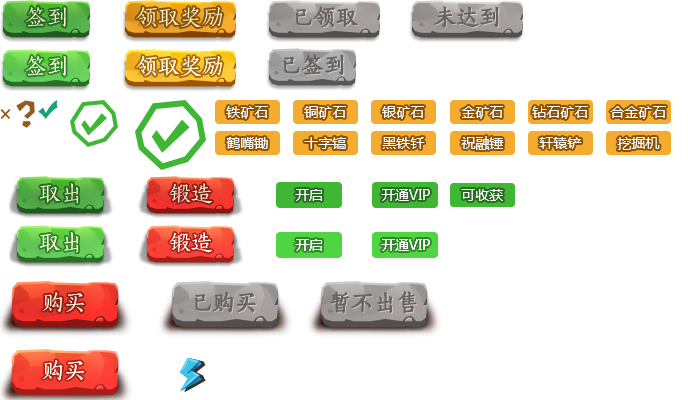 签到 领取奖励 已领取 未达到
签到 领取奖励 已签到
× ?
铁矿石 铜矿石 银矿石 金矿石 钻石矿石 合金矿石
鹤嘴锄 十字镐 黑铁钎 祝融锤 轩辕铲 挖掘机
取出 锻造 开启 开通VIP 可收获
取出 锻造 开启 开通VIP
购买 已购买 暂不出售
购买